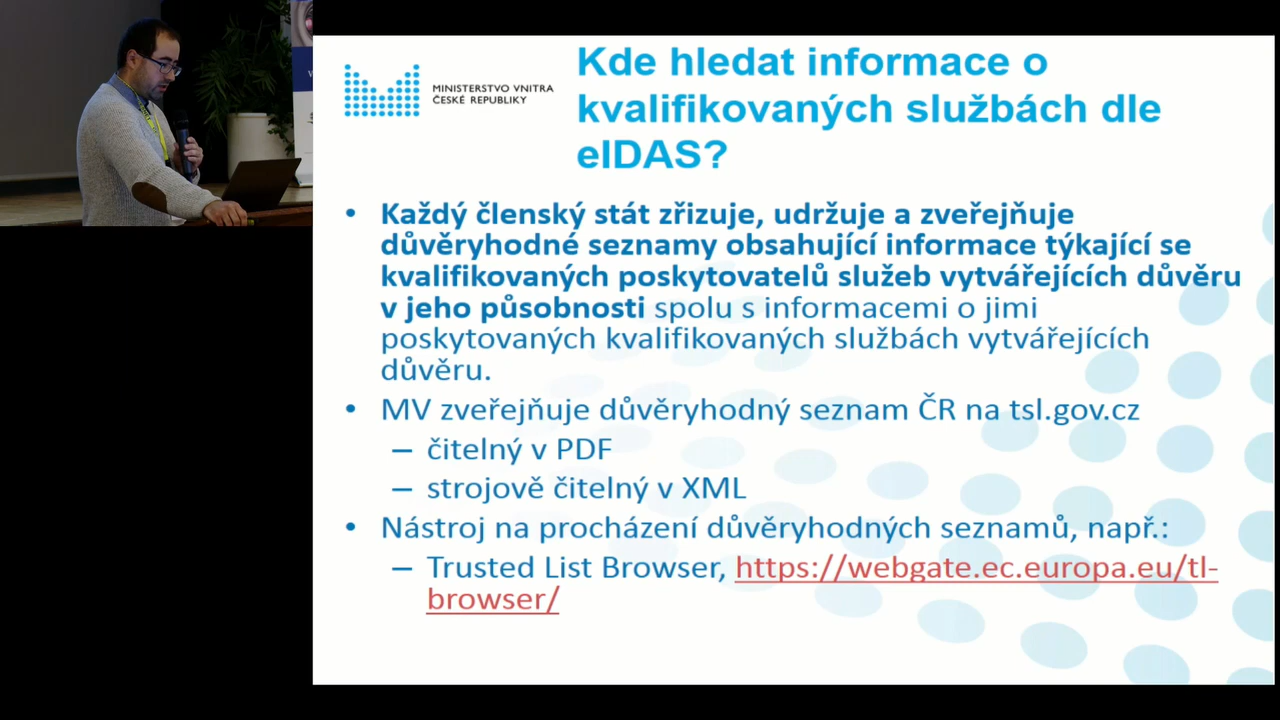 MINISTERSTVO VNITRA
ČESKÉ REPUBLIKY
Kde hledat informace o
kvalifikovaných službách dle
eIDAS?
• Každý členský stát zřizuje, udržuje a zveřejňuje
důvěryhodné seznamy obsahující informace týkající se
kvalifikovaných poskytovatelů služeb vytvářejících důvěru
v jeho působnosti spolu s informacemi o jimi
poskytovaných kvalifikovaných službách vytvářejících
důvěru.
• MV zveřejňuje důvěryhodný seznam ČR na tsl.gov.cz
– čitelný v PDF
– strojově čitelný v XML
• Nástroj na procházení důvěryhodných seznamů, např.:
– Trusted List Browser, https://webgate.ec.europa.eu/tl-
browser/